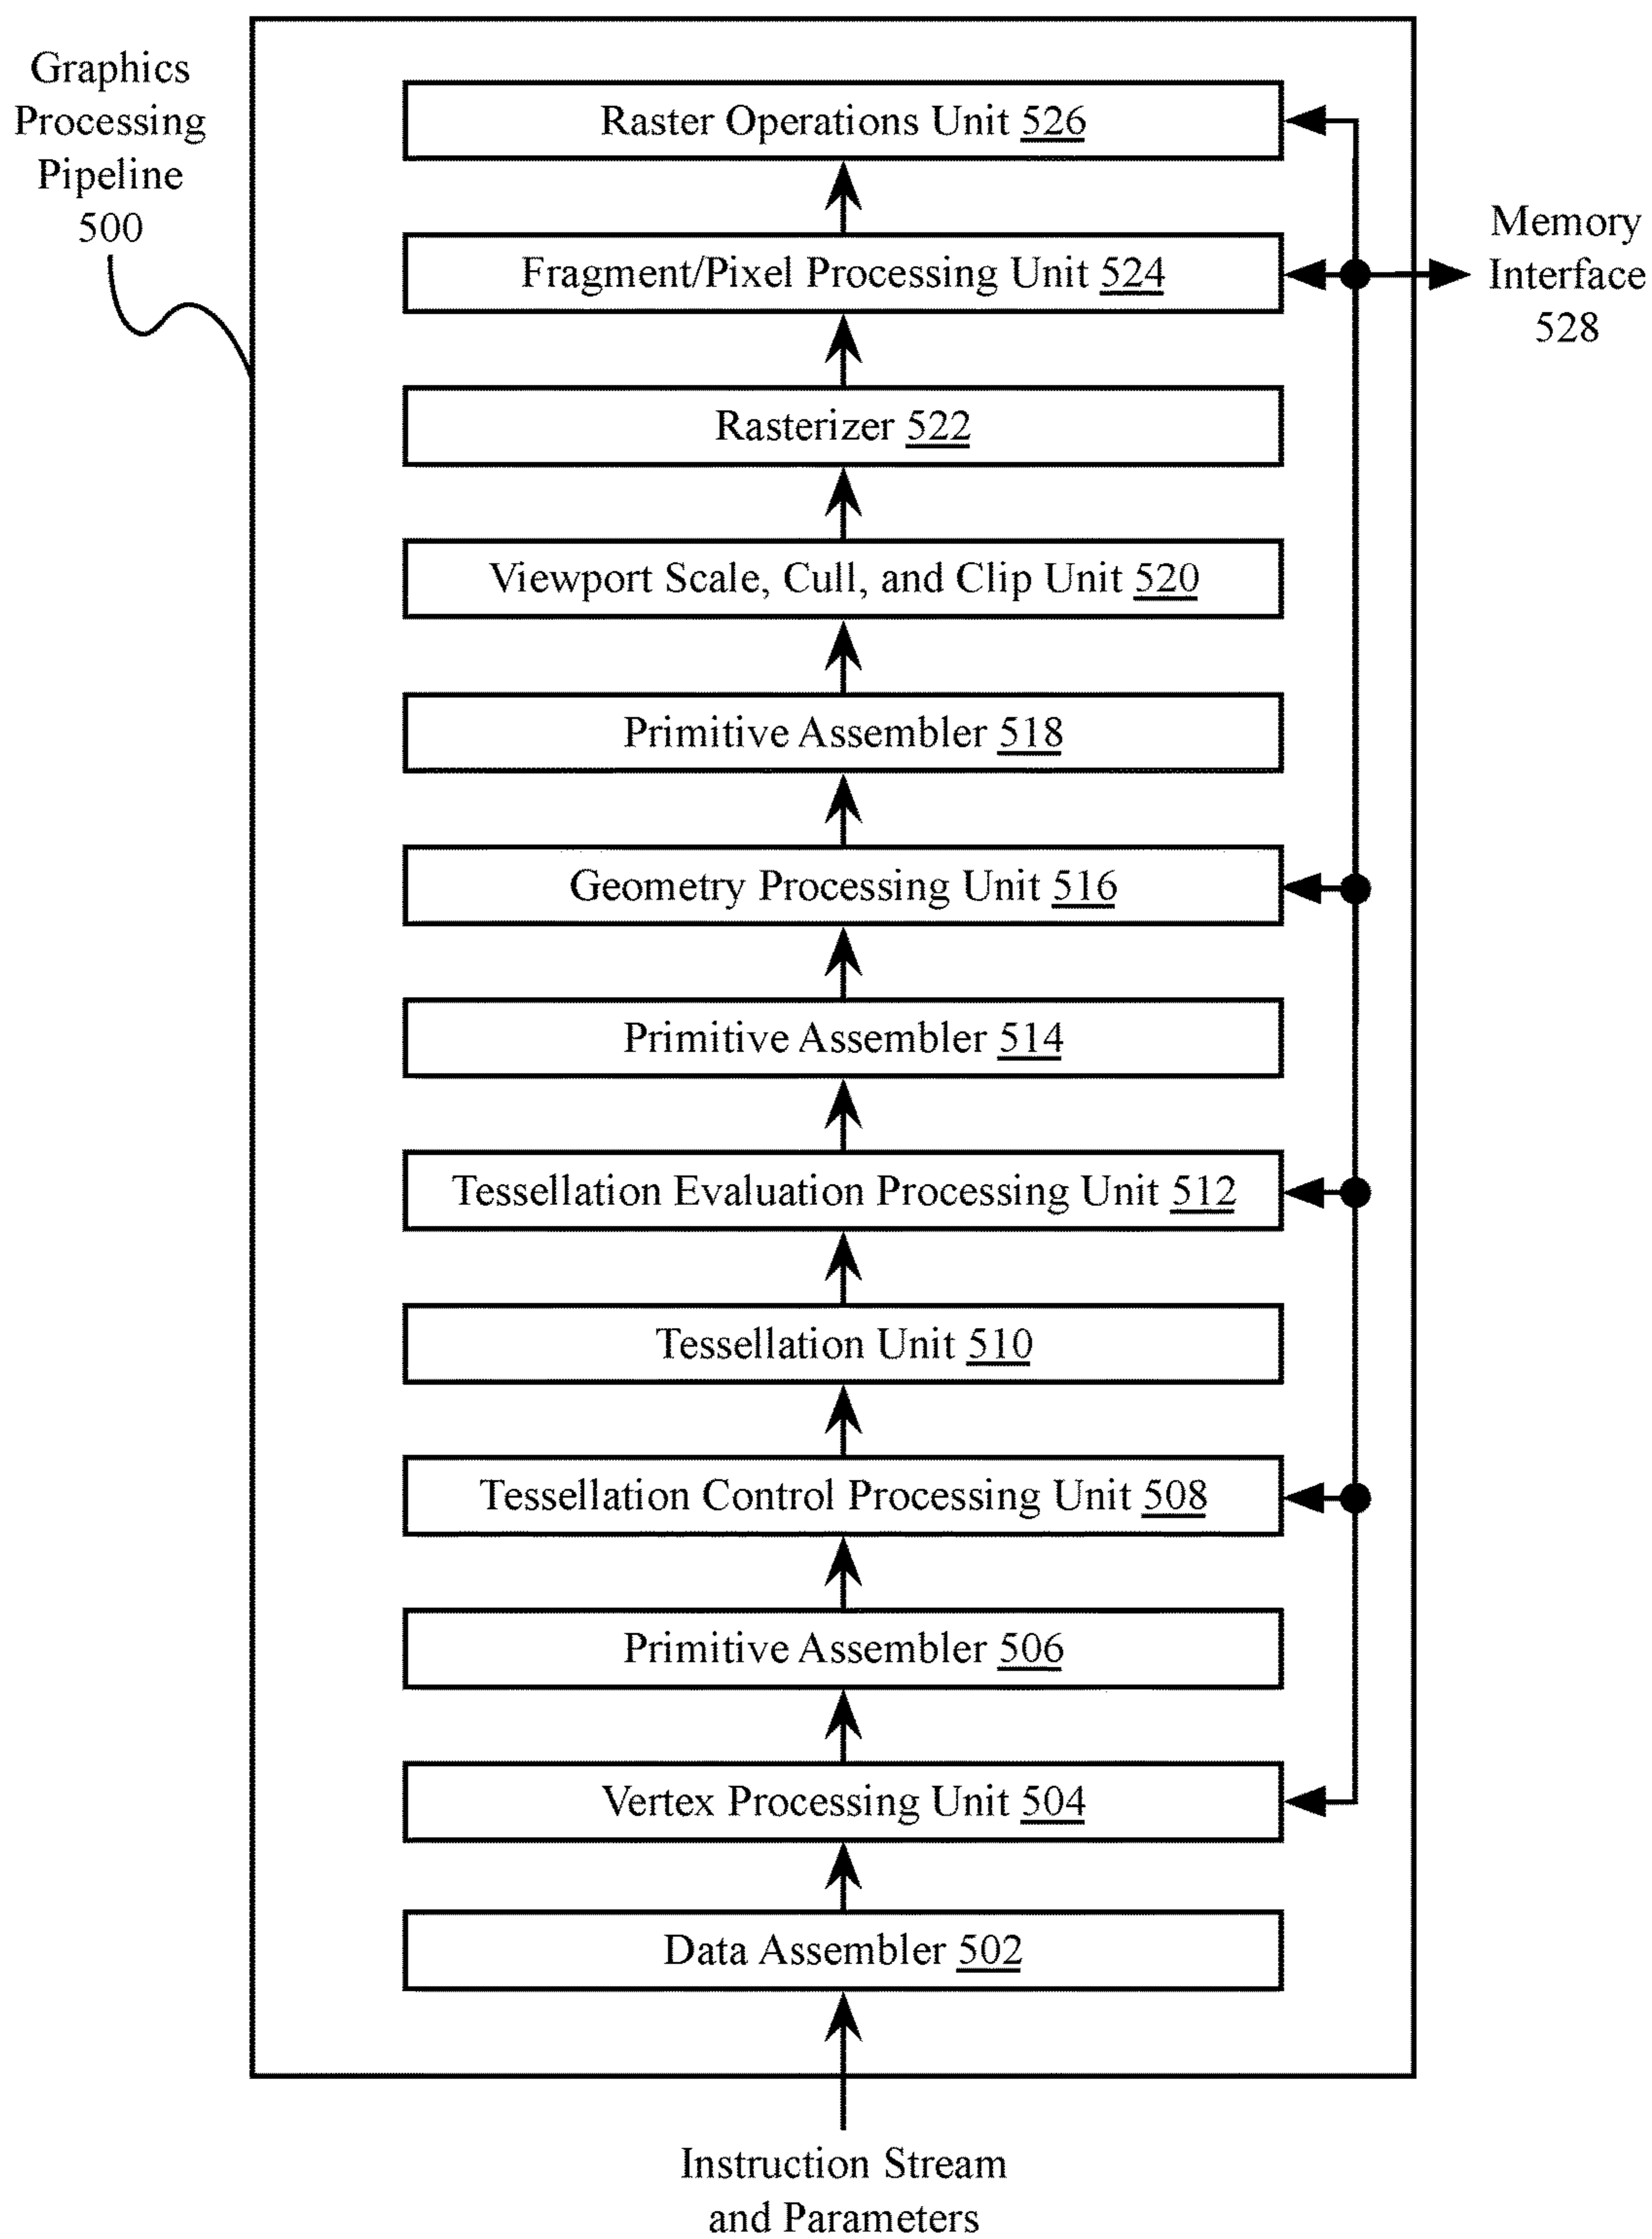 Graphics
Processing
Pipeline
500
Raster Operations Unit 526
Fragment/Pixel Processing Unit 524
Memory
Interface
528
Rasterizer 522
Viewport Scale, Cull, and Clip Unit 520
Primitive Assembler 518
Geometry Processing Unit 516
Primitive Assembler 514
Tessellation Evaluation Processing Unit 512
Tessellation Unit 510
Tessellation Control Processing Unit 508
Primitive Assembler 506
Vertex Processing Unit 504
Data Assembler 502
Instruction Stream
and Parameters